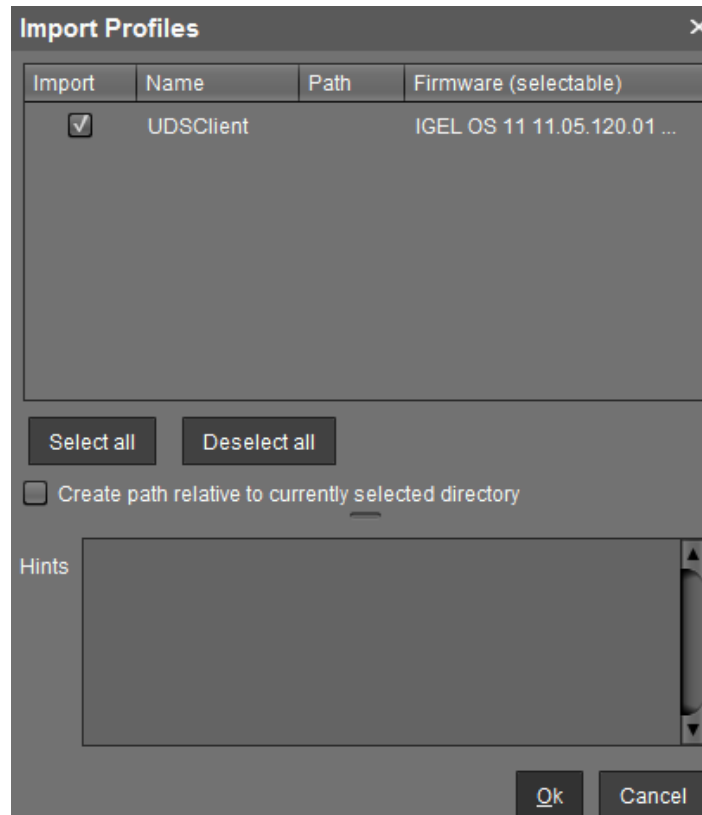 Import Profiles
Import Name Path Firmware (selectable)
UDSClient IGEL OS 11 11.05.120.01 ...
Select all Deselect all
Create path relative to currently selected directory
Hints
Ok Cancel